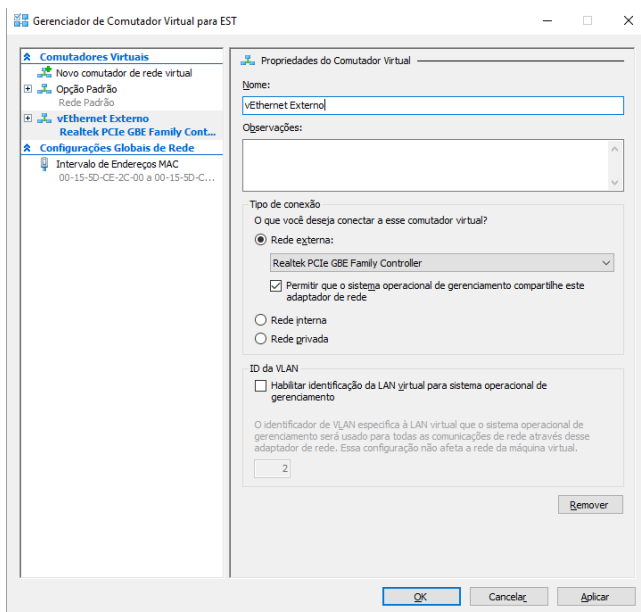 Gerenciador de Comutador Virtual para EST
Comutadores Virtuais
Novo comutador de rede virtual
Opção Padrão
Rede Padrão
vEthernet Externo
Realtek PCIe GBE Family Cont...
Configurações Globais de Rede
Intervalo de Endereços MAC
00-15-5D-CE-2C-00 a 00-15-5D-C...
Propriedades do Comutador Virtual
Nome:
vEthernet Externo
Observações:
Tipo de conexão
O que você deseja conectar a esse comutador virtual?
Rede externa:
Realtek PCIe GBE Family Controller
Permitir que o sistema operacional de gerenciamento compartilhe este
adaptador de rede
Rede interna
Rede privada
ID da VLAN
Habilitar identificação da LAN virtual para sistema operacional de
gerenciamento
O identificador de VLAN especifica à LAN virtual que o sistema operacional de
gerenciamento será usado para todas as comunicações de rede através desse
adaptador de rede. Essa configuração não afeta a rede da máquina virtual.
2
Remover
OK
Cancelar
Aplicar